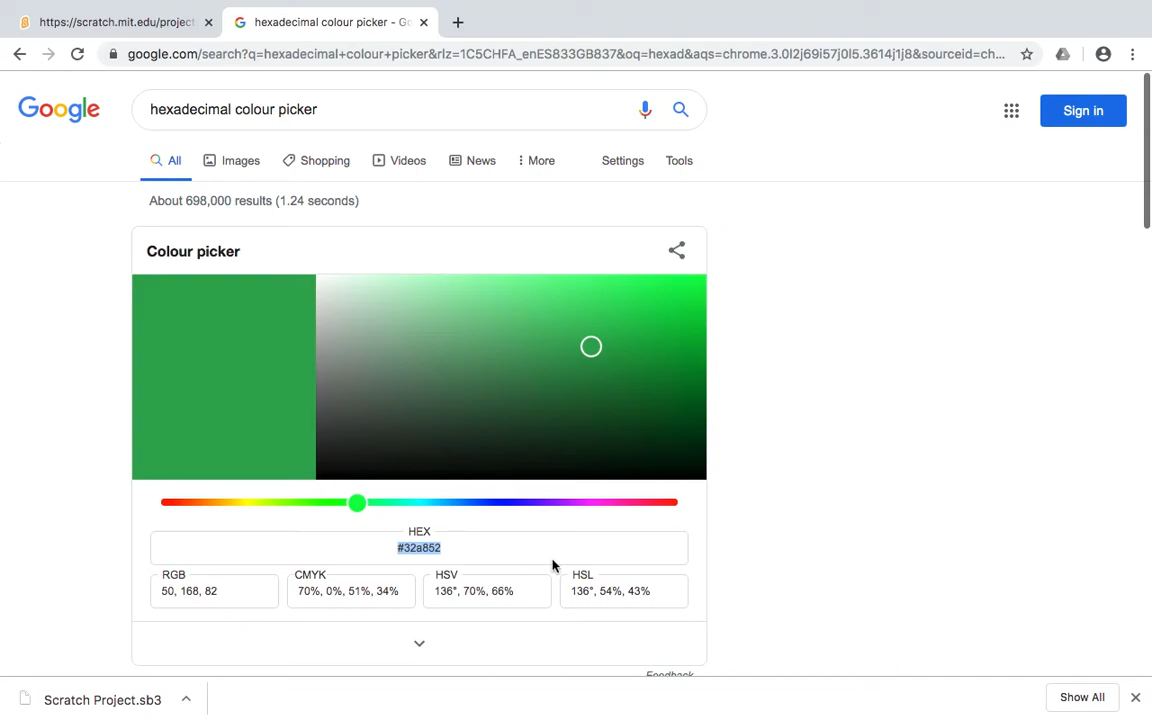 https://scratch.mit.edu/project
hexadecimal colour picker - Go
google.com/search?q=hexadecimal+colour+picker&rlz=1C5CHFA_enES833GB837&oq=hexad&aqs=chrome.3.0l2j69i57j0l5.3614j1j8&sourceid=ch...
Google
hexadecimal colour picker
Sign in
All
Images
Shopping
Videos
News
More
Settings
Tools
About 698,000 results (1.24 seconds)
Colour picker
HEX
#32a852
RGB
50, 168, 82
CMYK
70%, 0%, 51%, 34%
HSV
136°, 70%, 66%
HSL
136°, 54%, 43%
Feedback
Scratch Project.sb3
Show All